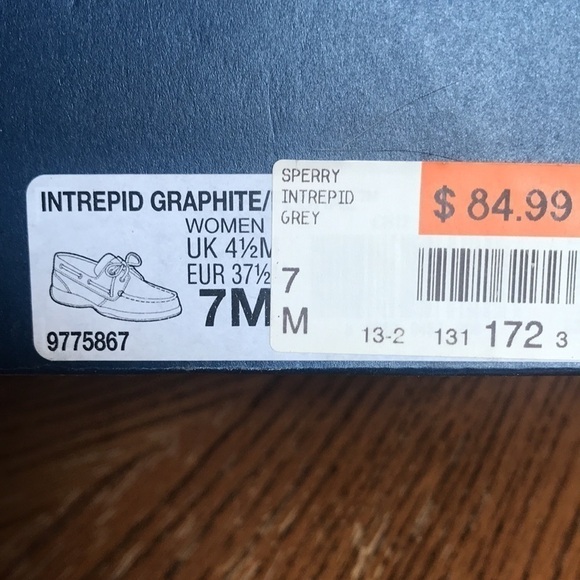 INTREPID GRAPHITE/
WOMEN
UK 4½M
EUR 37½
7M
9775867
SPERRY
INTREPID
GREY
$ 84.99
7
M
13-2 131 172 3